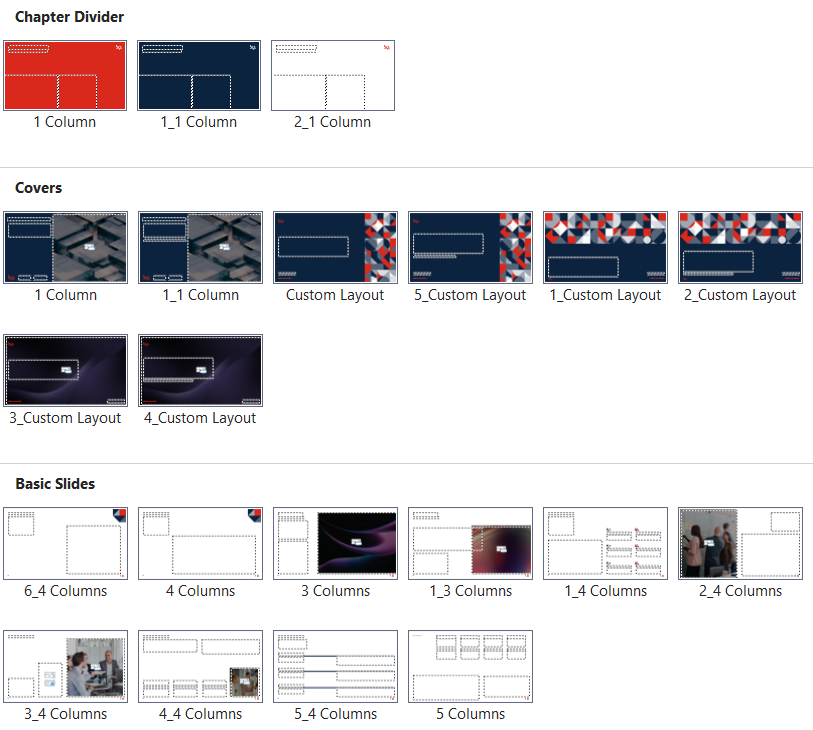 Chapter Divider
1 Column
1_1 Column
2_1 Column
Covers
1 Column
1_1 Column
Custom Layout
5_Custom Layout
1_Custom Layout
2_Custom Layout
3_Custom Layout
4_Custom Layout
Basic Slides
6_4 Columns
4 Columns
3 Columns
1_3 Columns
1_4 Columns
2_4 Columns
3_4 Columns
4_4 Columns
5_4 Columns
5 Columns